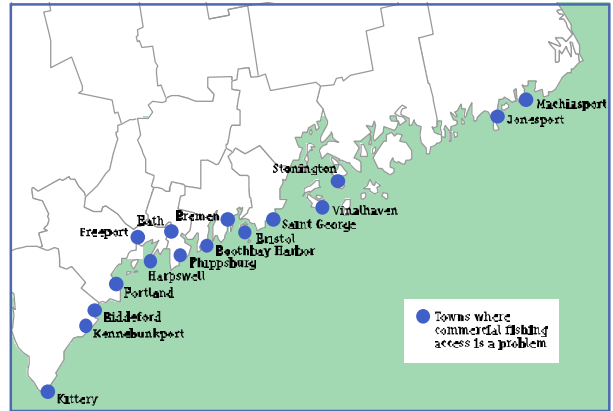 Machiasport
Jonesport
Stonington
Vinalhaven
Bremen
Saint George
Bath
Freeport
Bristol
Boothbay Harbor
Phippsburg
Harpswell
Portland
Biddeford
Kennebunkport
Kittery
Towns where
commercial fishing
access is a problem